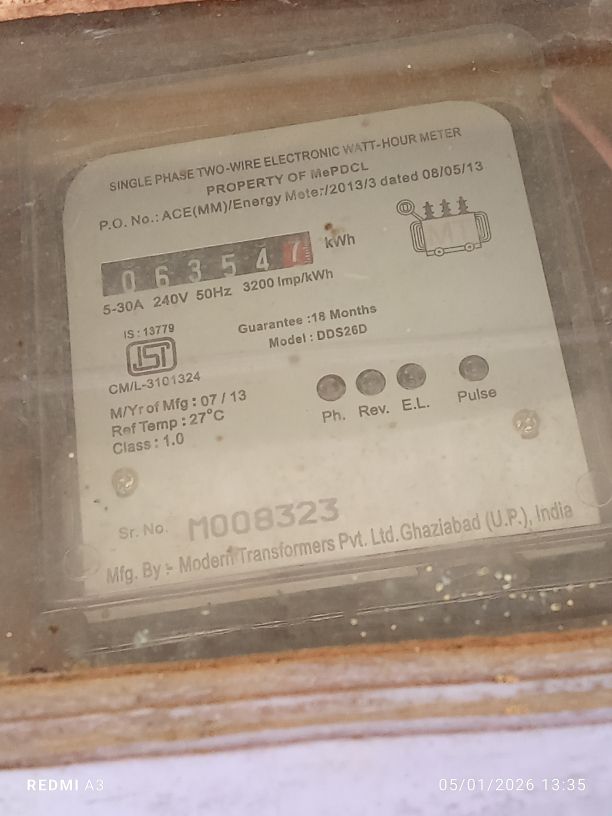 SINGLE PHASE TWO-WIRE ELECTRONIC WATT-HOUR METER
PROPERTY OF MePDCL
P.O. No.: ACE(MM)/Energy Meter/2013/3 dated 08/05/13
MT
0 6 3 5 4 7 kWh
5-30A 240V 50Hz 3200 Imp/kWh
IS : 13779
ISI
CM/L-3101324
Guarantee :18 Months
Model : DDS26D
M/Yr of Mfg : 07 / 13
Ref Temp : 27°C
Class : 1.0
Ph. Rev. E.L. Pulse
Sr. No. M008323
Mfg. By :- Modern Transformers Pvt. Ltd. Ghaziabad (U.P.), India
REDMI A3
05/01/2026 13:35